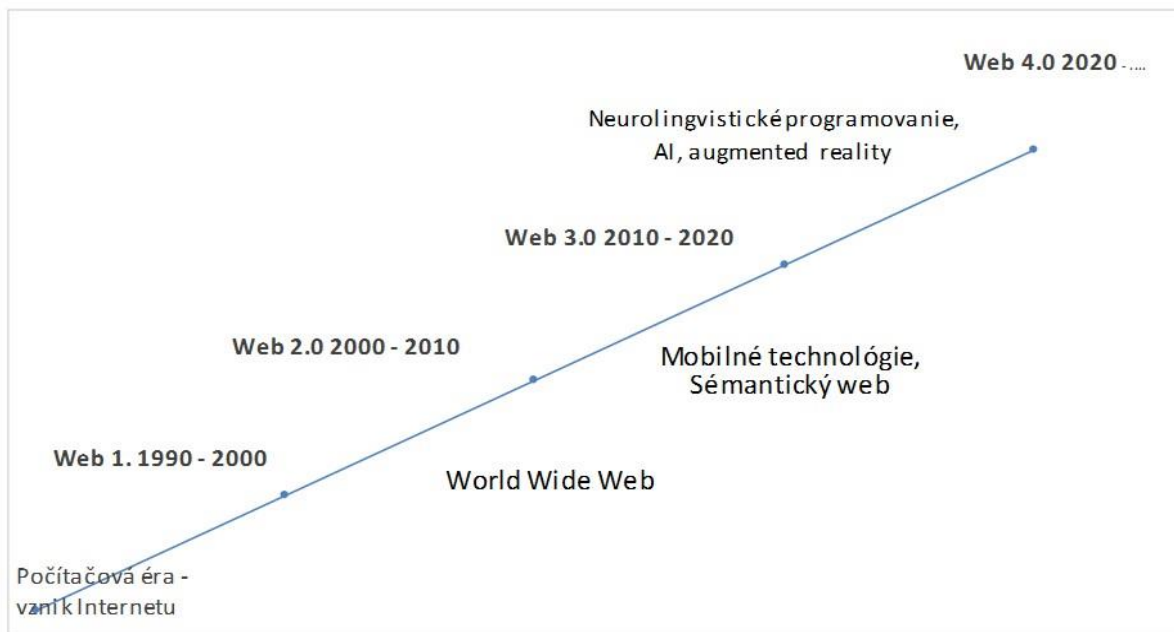 Web 4.0 2020 - ....
Neurolingvistické programovanie,
AI, augmented reality
Web 3.0 2010 - 2020
Web 2.0 2000 - 2010
Mobilné technológie,
Sémantický web
Web 1. 1990 - 2000
World Wide Web
Počítačová éra -
vznik Internetu